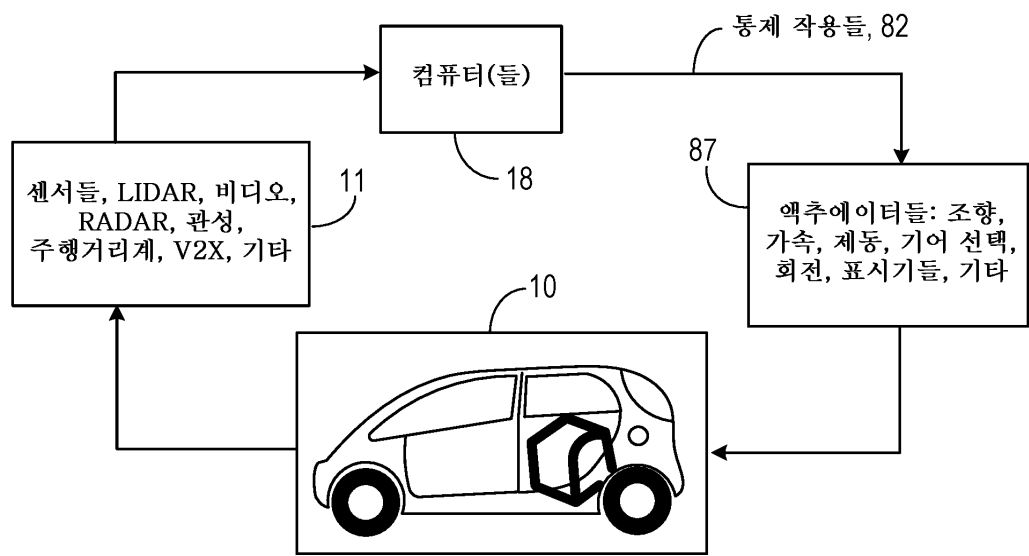 통제 작용들, 82
컴퓨터(들)
18
센서들, LIDAR, 비디오,
RADAR, 관성,
주행거리계, V2X, 기타
11
87
액추에이터들: 조향,
가속, 제동, 기어 선택,
회전, 표시기들, 기타
10